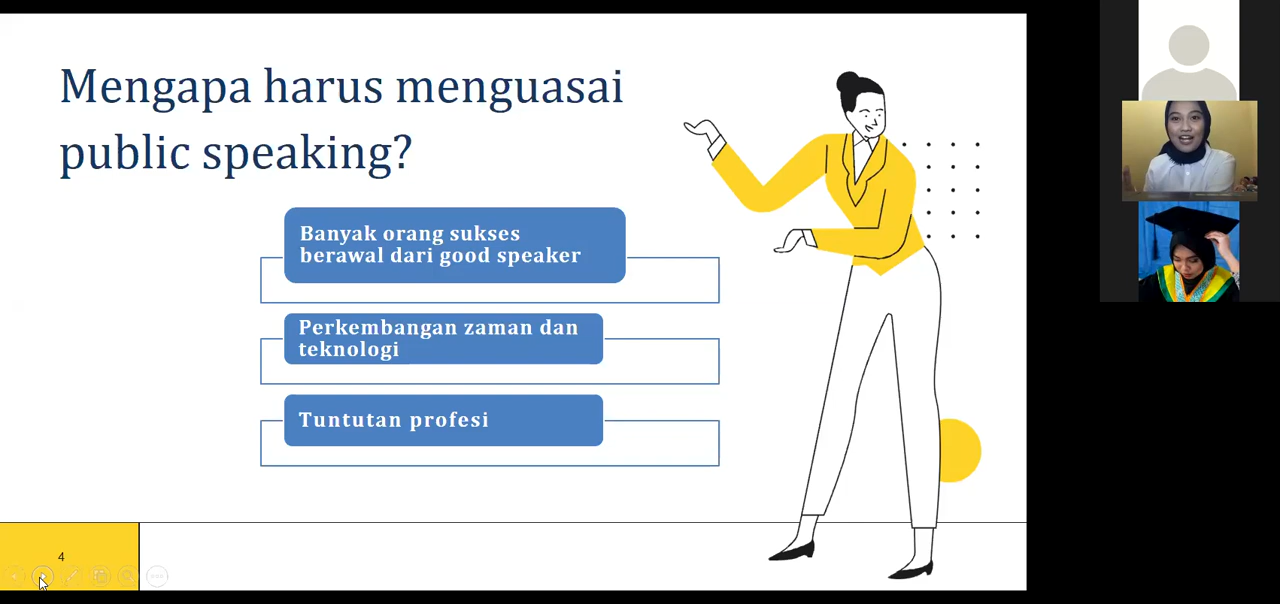 Mengapa harus menguasai
public speaking?
Banyak orang sukses
berawal dari good speaker
Perkembangan zaman dan
teknologi
Tuntutan profesi
4